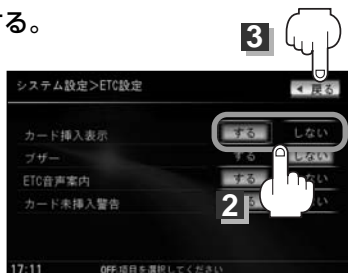 する。
3
システム設定>ETC設定
◀ 戻る
カード挿入表示 する しない
ブザー する しない
ETC音声案内 する
カード未挿入警告
2
17:11 OFF:項目を選択してください